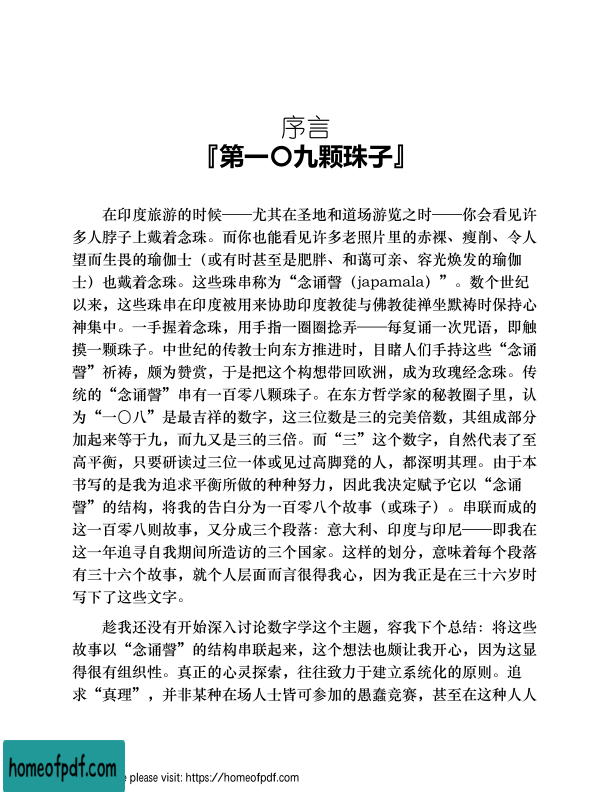 序言
『第一〇九颗珠子』
在印度旅游的时候──尤其在圣地和道场游览之时──你会看见许
多人脖子上戴着念珠。而你也能看见许多老照片里的赤裸、瘦削、令人
望而生畏的瑜伽士（或有时甚至是肥胖、和蔼可亲、容光焕发的瑜伽
士）也戴着念珠。这些珠串称为“念诵謦（japamala）”。数个世纪
以来，这些珠串在印度被用来协助印度教徒与佛教徒禅坐默祷时保持心
神集中。一手握着念珠，用手指一圈圈捻弄──每复诵一次咒语，即触
摸一颗珠子。中世纪的传教士向东方推进时，目睹人们手持这些“念诵
謦”祈祷，颇为赞赏，于是把这个构想带回欧洲，成为玫瑰经念珠。传
统的“念诵謦”串有一百零八颗珠子。在东方哲学家的秘教圈子里，认
为“一〇八”是最吉祥的数字，这三位数是三的完美倍数，其组成部分
加起来等于九，而九又是三的三倍。而“三”这个数字，自然代表了至
高平衡，只要研读过三位一体或见过高脚凳的人，都深明其理。由于本
书写的是我为追求平衡所做的种种努力，因此我决定赋予它以“念诵
謦”的结构，将我的告白分为一百零八个故事（或珠子）。串联而成的
这一百零八则故事，又分成三个段落：意大利、印度与印尼──即我在
这一年追寻自我期间所造访的三个国家。这样的划分，意味着每个段落
有三十六个故事，就个人层面而言很得我心，因为我正是在三十六岁时
写下了这些文字。
趁我还没有开始深入讨论数字学这个主题，容我下个总结：将这些
故事以“念诵謦”的结构串联起来，这个想法也颇让我开心，因为这显
得很有组织性。真正的心灵探索，往往致力于建立系统化的原则。追
求“真理”，并非某种在场人士皆可参加的愚蠢竞赛，甚至在这种人人
homeofpdf.com
e please visit: https://homeofpdf.com